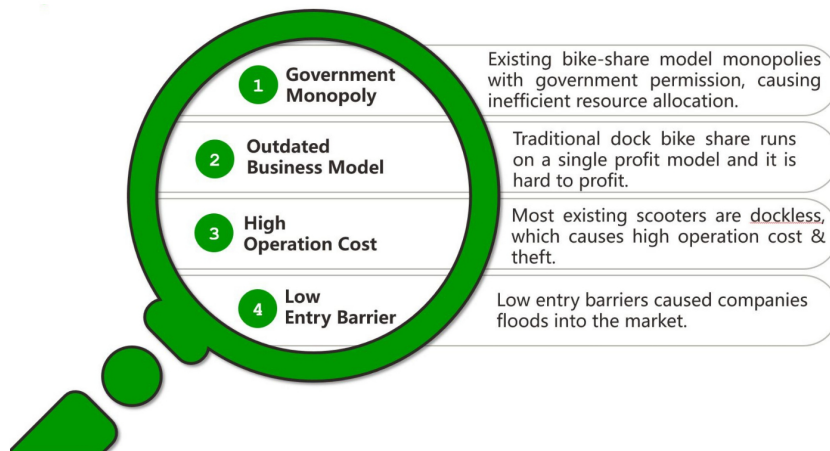 1
Government
Monopoly
Existing bike-share model monopolies
with government permission, causing
inefficient resource allocation.
2
Outdated
Business Model
Traditional dock bike share runs
on a single profit model and it is
hard to profit.
3
High
Operation Cost
Most existing scooters are dockless,
which causes high operation cost &
theft.
4
Low
Entry Barrier
Low entry barriers caused companies
floods into the market.